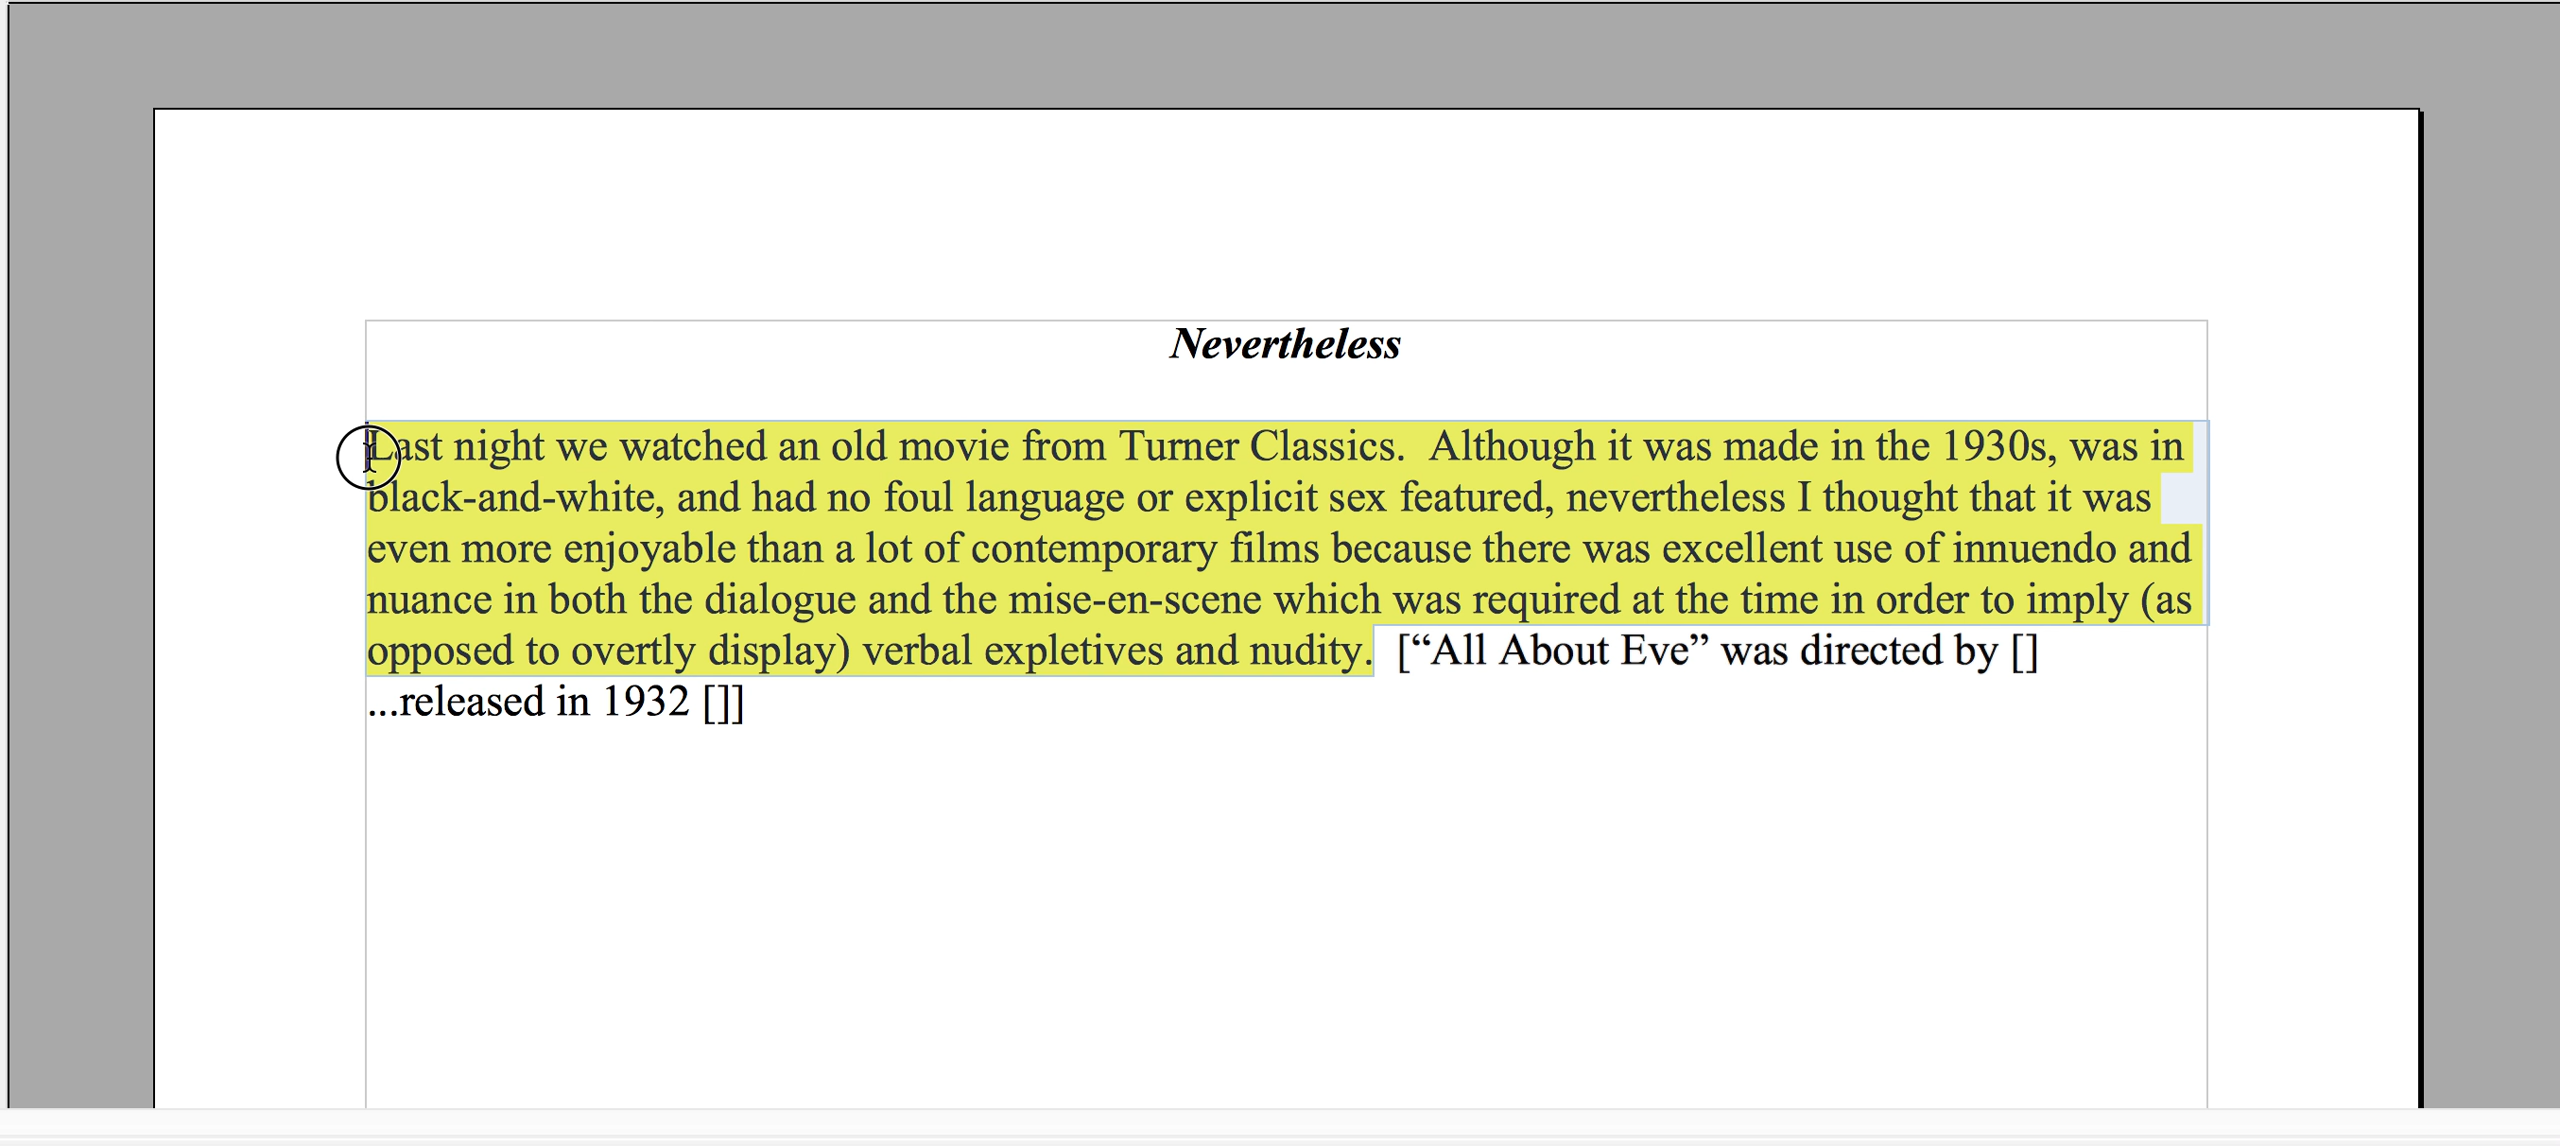 Nevertheless
Last night we watched an old movie from Turner Classics.  Although it was made in the 1930s, was in
black-and-white, and had no foul language or explicit sex featured, nevertheless I thought that it was
even more enjoyable than a lot of contemporary films because there was excellent use of innuendo and
nuance in both the dialogue and the mise-en-scene which was required at the time in order to imply (as
opposed to overtly display) verbal expletives and nudity.  [“All About Eve” was directed by []
...released in 1932 []]